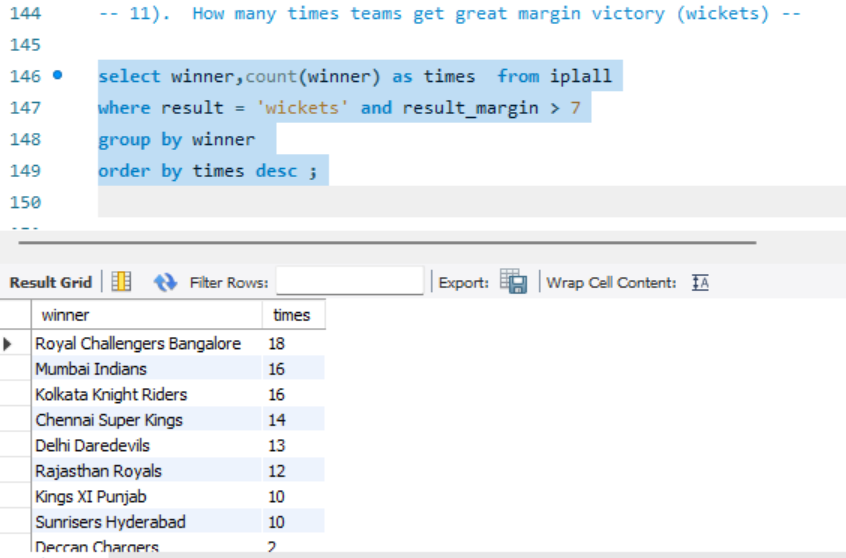 144 -- 11).  How many times teams get great margin victory (wickets) --
145
146 select winner,count(winner) as times  from iplall
147 where result = 'wickets' and result_margin > 7
148 group by winner
149 order by times desc ;
150
Result Grid Filter Rows: Export: Wrap Cell Content: IA
winner times
Royal Challengers Bangalore 18
Mumbai Indians 16
Kolkata Knight Riders 16
Chennai Super Kings 14
Delhi Daredevils 13
Rajasthan Royals 12
Kings XI Punjab 10
Sunrisers Hyderabad 10
Deccan Chargers 2